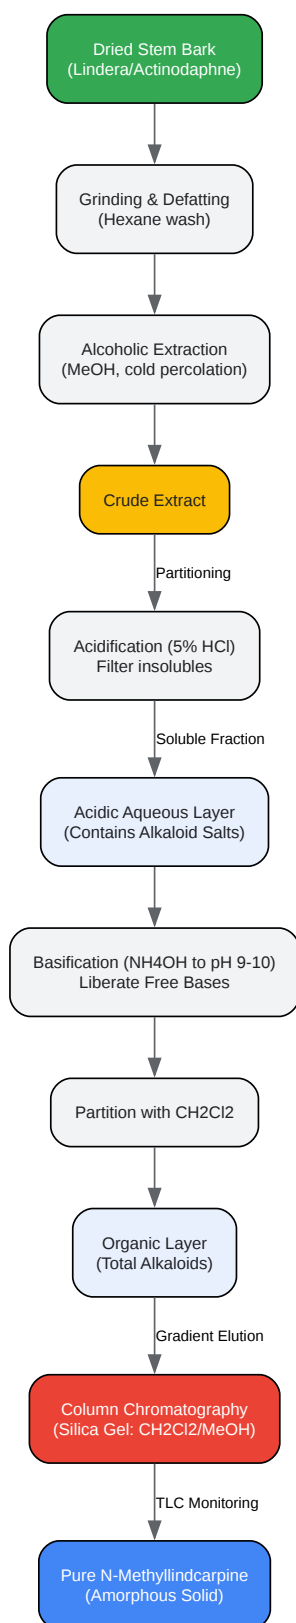 Dried Stem Bark
(Lindera/Actinodaphne)
Grinding & Defatting
(Hexane wash)
Alcoholic Extraction
(MeOH, cold percolation)
Crude Extract
Partitioning
Acidification (5% HCl)
Filter insolubles
Soluble Fraction
Acidic Aqueous Layer
(Contains Alkaloid Salts)
Basification (NH4OH to pH 9-10)
Liberate Free Bases
Partition with CH2Cl2
Organic Layer
(Total Alkaloids)
Gradient Elution
Column Chromatography
(Silica Gel: CH2Cl2/MeOH)
TLC Monitoring
Pure N-Methyllindcarpine
(Amorphous Solid)